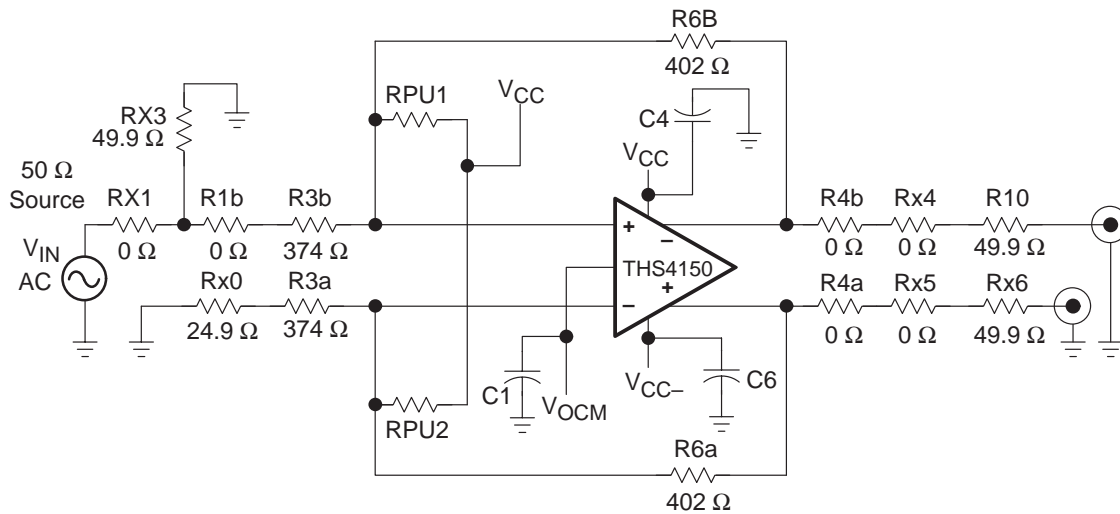 R6B
402 Ω
RPU1
VCC
RX3
49.9 Ω
C4
VCC
50 Ω
Source
RX1
0 Ω
R1b
0 Ω
R3b
374 Ω
R4b
0 Ω
Rx4
0 Ω
R10
49.9 Ω
VIN
AC
+
−
THS4150
−
+
Rx0
24.9 Ω
R3a
374 Ω
R4a
0 Ω
Rx5
0 Ω
Rx6
49.9 Ω
C1
VOCM
VCC−
C6
RPU2
R6a
402 Ω